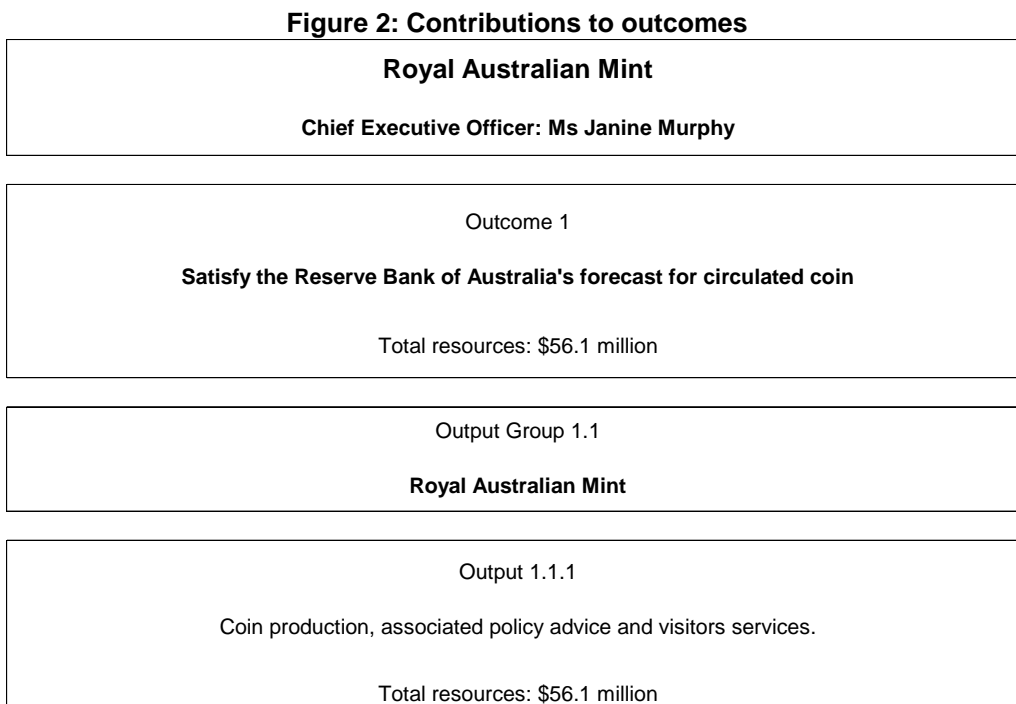 Figure 2: Contributions to outcomes
Royal Australian Mint
Chief Executive Officer: Ms Janine Murphy
Outcome 1
Satisfy the Reserve Bank of Australia's forecast for circulated coin
Total resources: $56.1 million
Output Group 1.1
Royal Australian Mint
Output 1.1.1
Coin production, associated policy advice and visitors services.
Total resources: $56.1 million